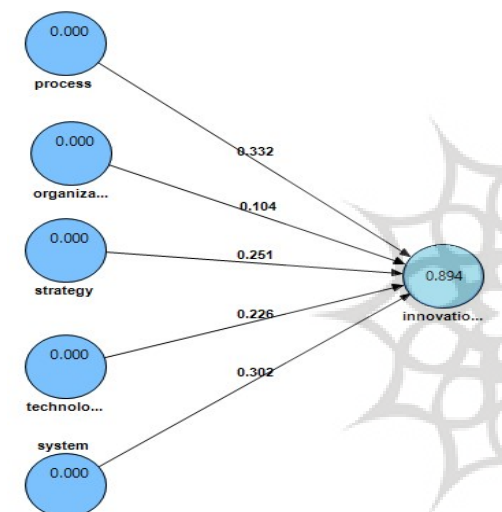 0.000
process
0.332
0.000
organiza...
0.104
0.000
strategy
0.251
0.894
innovatio...
0.226
0.000
technolo...
0.302
system
0.000